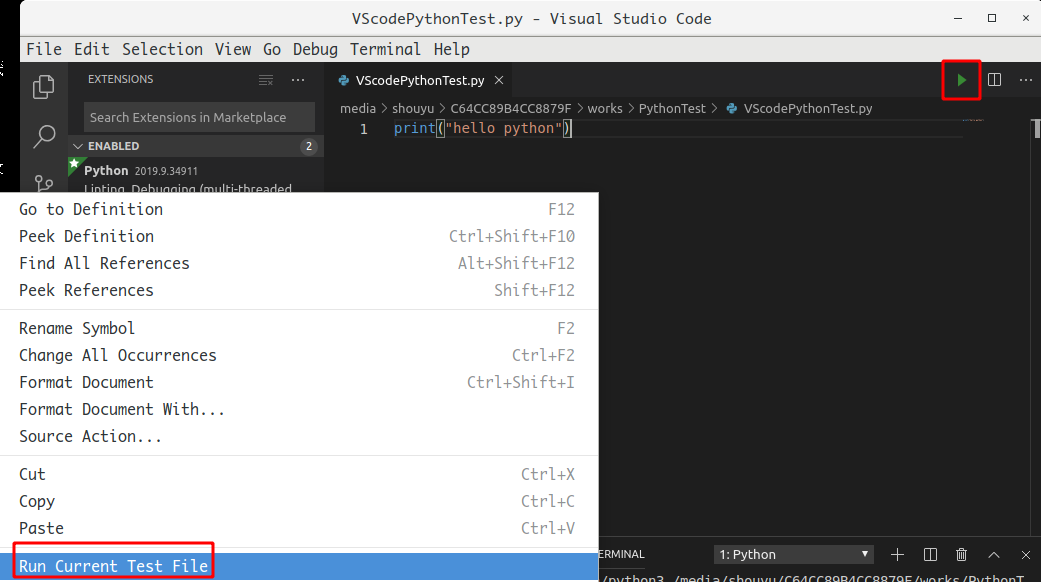 VScodePythonTest.py - Visual Studio Code
File Edit Selection View Go Debug Terminal Help
EXTENSIONS
VScodePythonTest.py
media > shouyu > C64CC89B4CC8879F > works > PythonTest > VScodePythonTest.py
Search Extensions in Marketplace
1 print("hello python")
ENABLED 2
Python 2019.9.34911
Linting, Debugging (multi-threaded,
Go to Definition F12
Peek Definition Ctrl+Shift+F10
Find All References Alt+Shift+F12
Peek References Shift+F12
Rename Symbol F2
Change All Occurrences Ctrl+F2
Format Document Ctrl+Shift+I
Format Document With...
Source Action...
Cut Ctrl+X
Copy Ctrl+C
Paste Ctrl+V
ERMINAL 1: Python
Run Current Test File
/python3 /media/shouyu/C64CC89B4CC8879F/works/PythonT